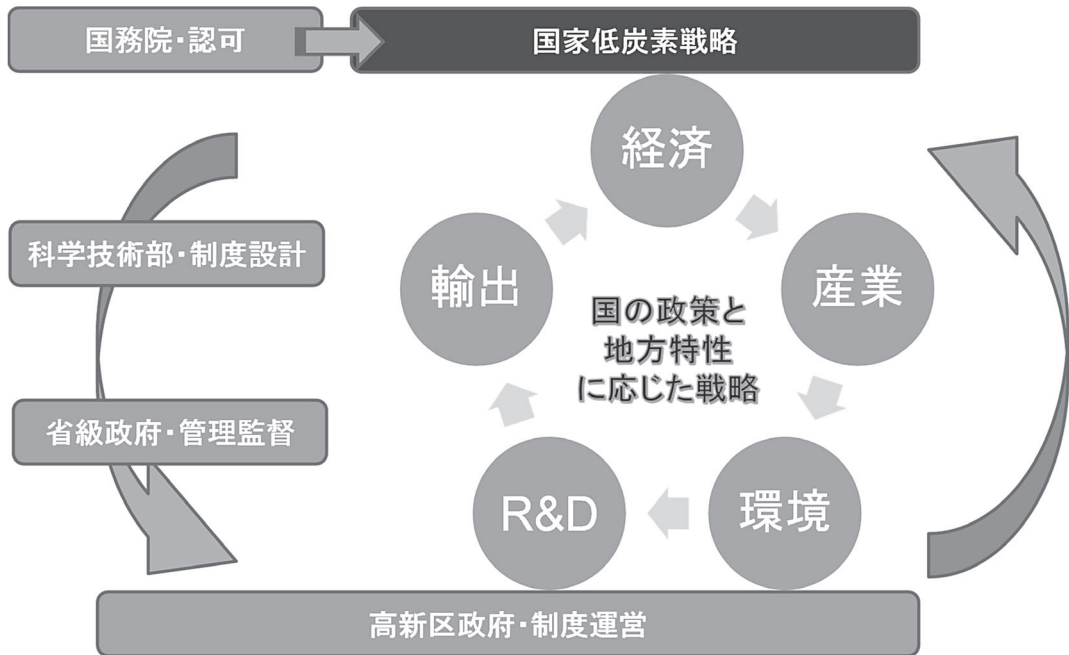 国務院・認可
国家低炭素戦略
経済
科学技術部・制度設計
輸出
産業
国の政策と
地方特性
に応じた戦略
省級政府・管理監督
R&D
環境
高新区政府・制度運営